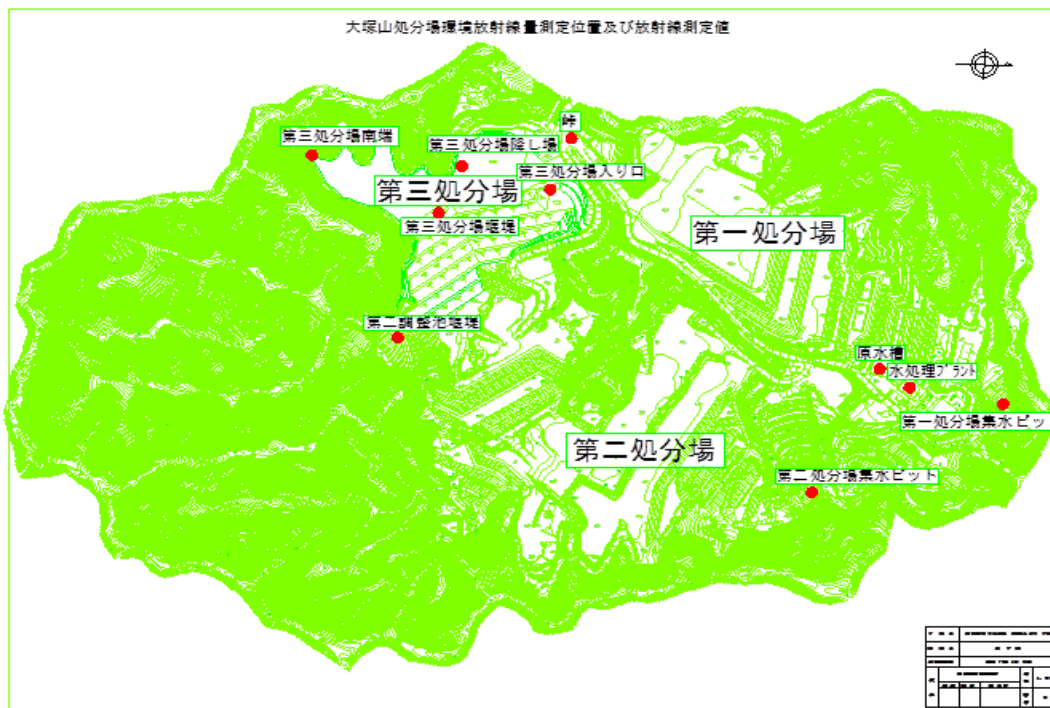 大塚山処分場環境放射線量測定位置及び放射線測定値
峠
第三処分場南端
第三処分場降し場
第三処分場入り口
第三処分場
第三処分場堰堤
第一処分場
第二調整池堰堤
原水槽
水処理プラント
第一処分場集水ピッ
第二処分場
第二処分場集水ピット